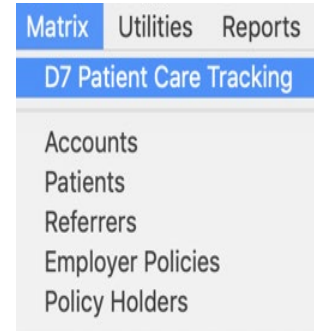 Matrix Utilities Reports
D7 Patient Care Tracking
Accounts
Patients
Referrers
Employer Policies
Policy Holders